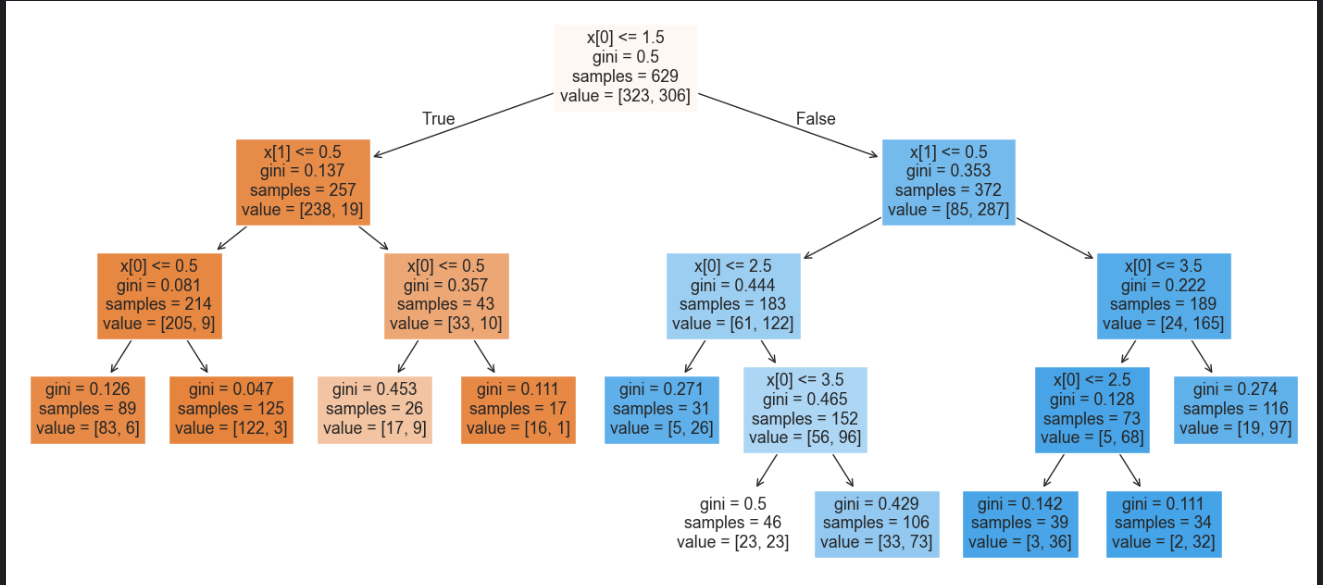 x[0] <= 1.5
gini = 0.5
samples = 629
value = [323, 306]
True
False
x[1] <= 0.5
gini = 0.137
samples = 257
value = [238, 19]
x[1] <= 0.5
gini = 0.353
samples = 372
value = [85, 287]
x[0] <= 0.5
gini = 0.081
samples = 214
value = [205, 9]
x[0] <= 0.5
gini = 0.357
samples = 43
value = [33, 10]
x[0] <= 2.5
gini = 0.444
samples = 183
value = [61, 122]
x[0] <= 3.5
gini = 0.222
samples = 189
value = [24, 165]
gini = 0.126
samples = 89
value = [83, 6]
gini = 0.047
samples = 125
value = [122, 3]
gini = 0.453
samples = 26
value = [17, 9]
gini = 0.111
samples = 17
value = [16, 1]
gini = 0.271
samples = 31
value = [5, 26]
x[0] <= 3.5
gini = 0.465
samples = 152
value = [56, 96]
x[0] <= 2.5
gini = 0.128
samples = 73
value = [5, 68]
gini = 0.274
samples = 116
value = [19, 97]
gini = 0.5
samples = 46
value = [23, 23]
gini = 0.429
samples = 106
value = [33, 73]
gini = 0.142
samples = 39
value = [3, 36]
gini = 0.111
samples = 34
value = [2, 32]